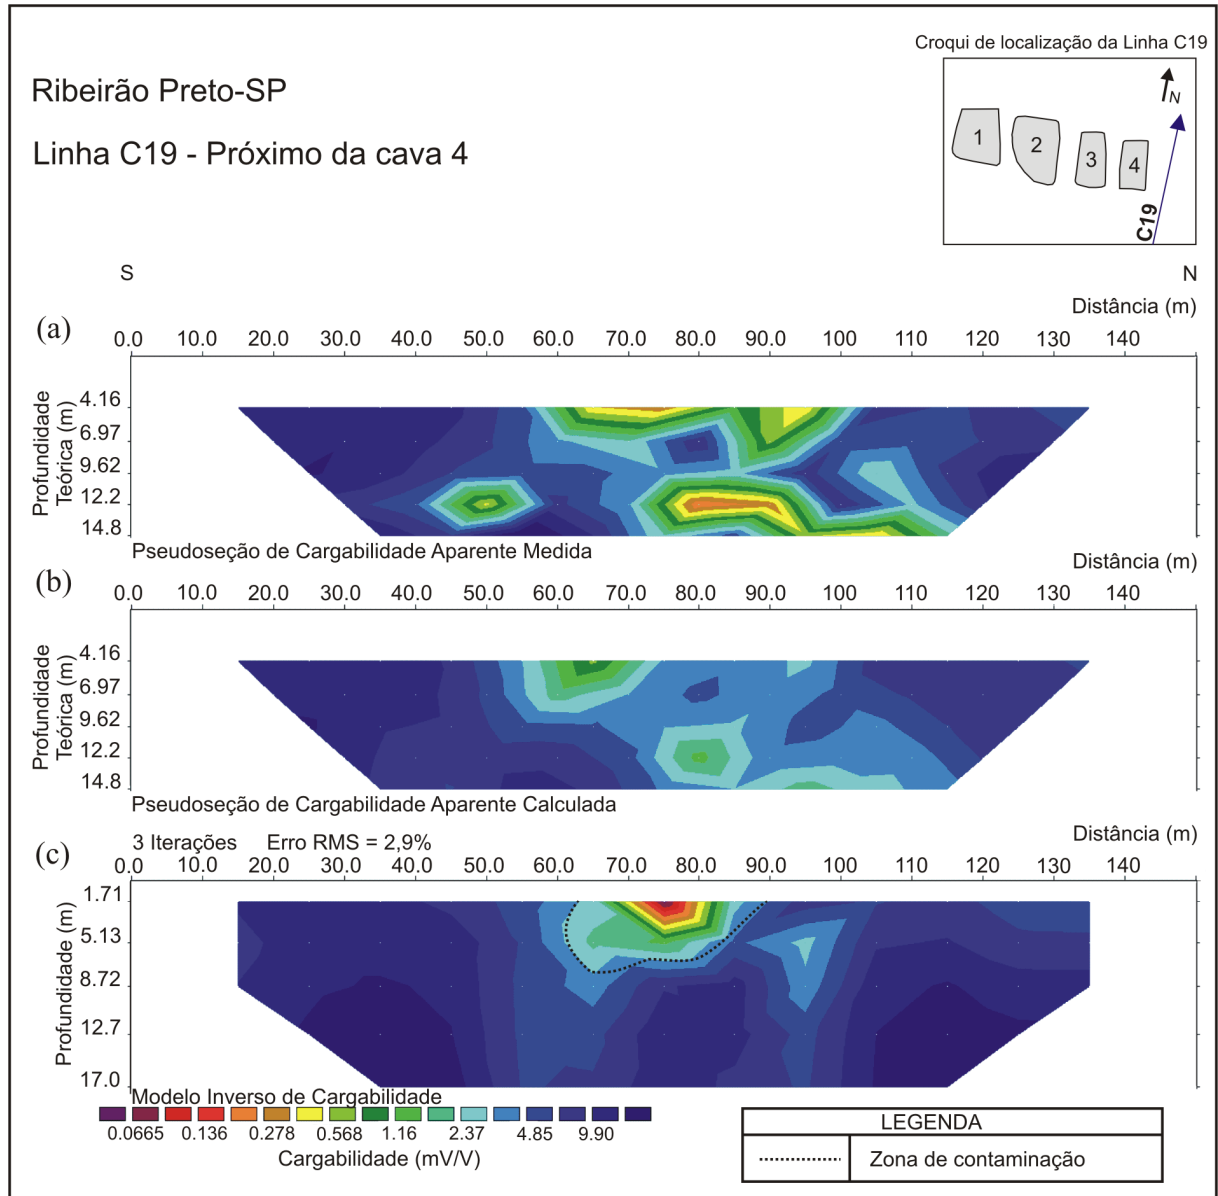 Croqui de localização da Linha C19
Ribeirão Preto-SP
Linha C19 - Próximo da cava 4
N
1 2 3 4
C19
S N
Distância (m)
(a)
0.0 10.0 20.0 30.0 40.0 50.0 60.0 70.0 80.0 90.0 100 110 120 130 140
Profundidade
Teórica (m)
4.16
6.97
9.62
12.2
14.8
Pseudoseção de Cargabilidade Aparente Medida
Distância (m)
(b)
0.0 10.0 20.0 30.0 40.0 50.0 60.0 70.0 80.0 90.0 100 110 120 130 140
Profundidade
Teórica (m)
4.16
6.97
9.62
12.2
14.8
Pseudoseção de Cargabilidade Aparente Calculada
Distância (m)
(c)
3 Iterações Erro RMS = 2,9%
0.0 10.0 20.0 30.0 40.0 50.0 60.0 70.0 80.0 90.0 100 110 120 130 140
Profundidade (m)
1.71
5.13
8.72
12.7
17.0
Modelo Inverso de Cargabilidade
0.0665 0.136 0.278 0.568 1.16 2.37 4.85 9.90
Cargabilidade (mV/V)
LEGENDA
Zona de contaminação